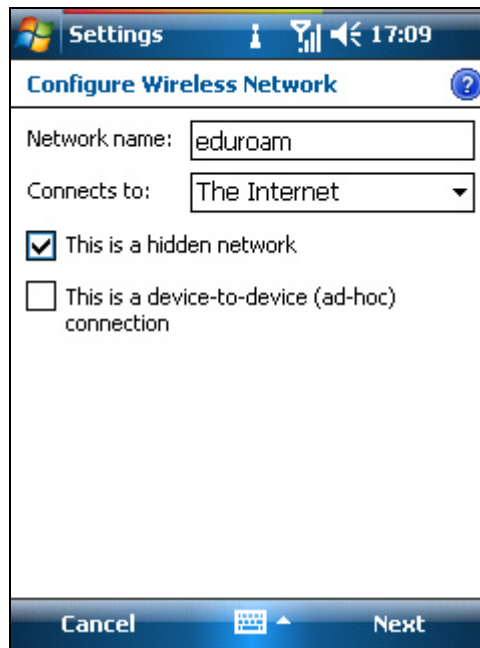 Settings 17:09
Configure Wireless Network ?
Network name: eduroam
Connects to: The Internet
This is a hidden network
This is a device-to-device (ad-hoc)
connection
Cancel Next